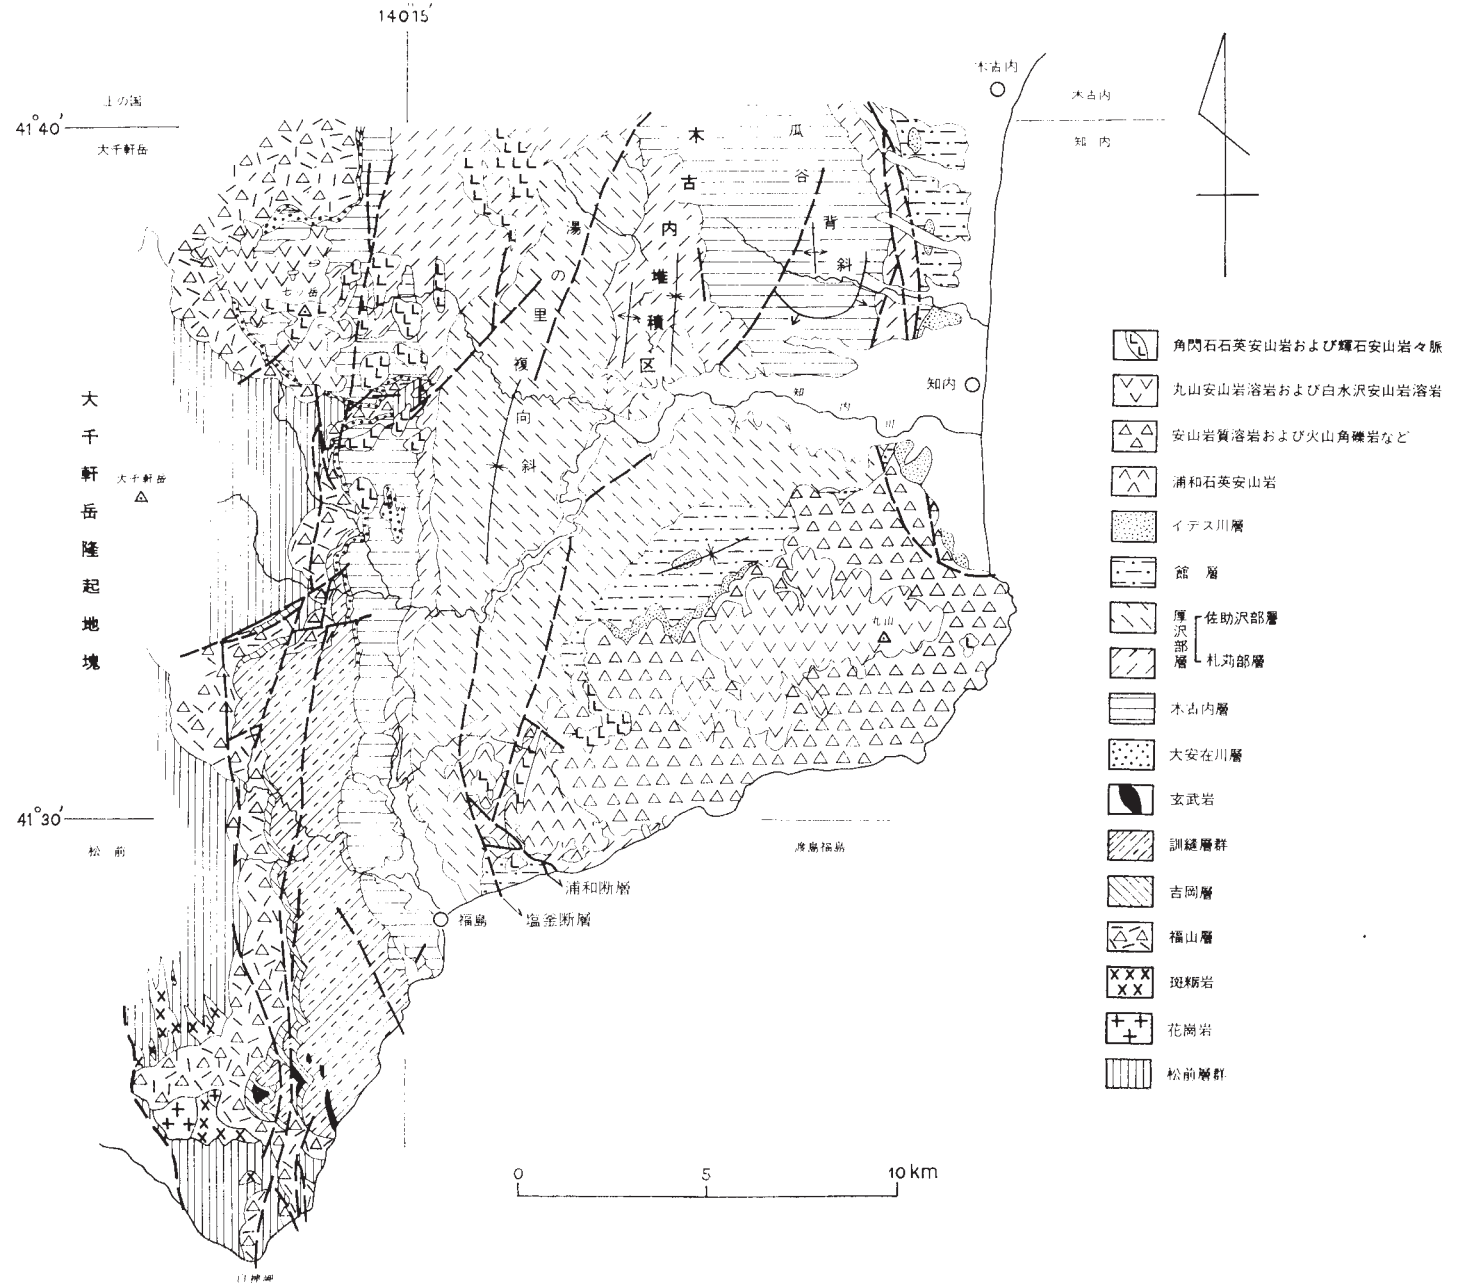 140°15′
木古内
上の国
木古内
41°40′
大千軒岳
知内
木古内堆積区
瓜谷背斜
湯の里複向斜
七ツ岳
知内
知内川
大千軒岳隆起地塊
大千軒岳
丸山
41°30′
松前
渡島福島
浦和断層
福島
塩釜断層
白神岬
0 5 10 km
角閃石石英安山岩および輝石安山岩々脈
丸山安山岩溶岩および白水沢安山岩溶岩
安山岩質溶岩および火山角礫岩など
浦和石英安山岩
イデス川層
館層
厚沢部層
佐助沢部層
札苅部層
木古内層
大安在川層
玄武岩
訓縫層群
吉岡層
福山層
斑粝岩
花崗岩
松前層群